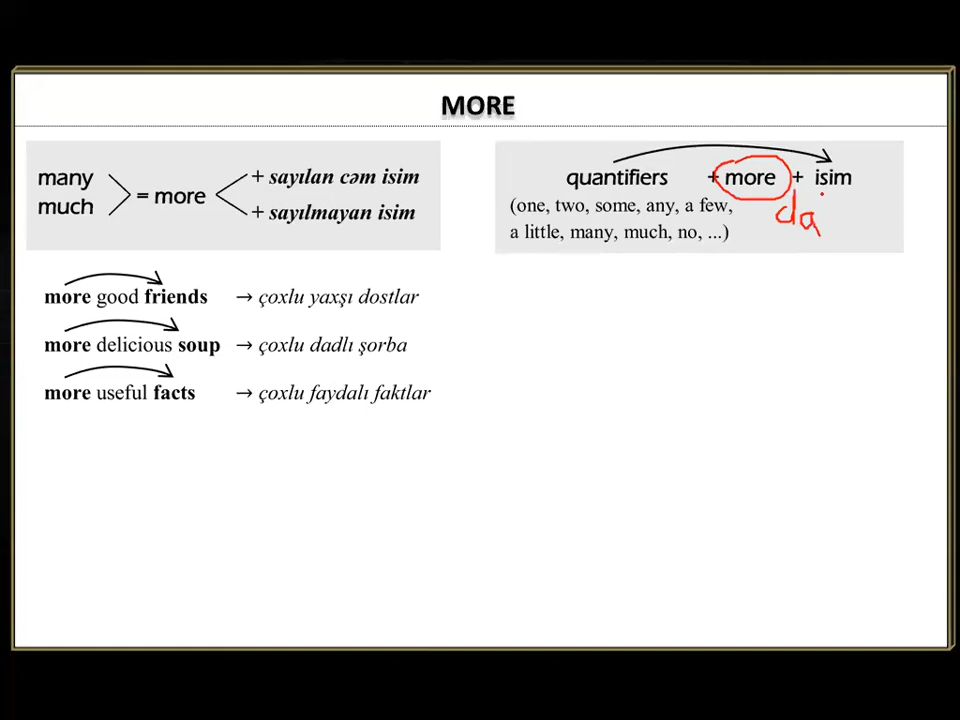 MORE
many
much
= more
+ sayılan cəm isim
+ sayılmayan isim
quantifiers + more + isim
(one, two, some, any, a few,
a little, many, much, no, ...)
da
more good friends → çoxlu yaxşı dostlar
more delicious soup → çoxlu dadlı şorba
more useful facts → çoxlu faydalı faktlar